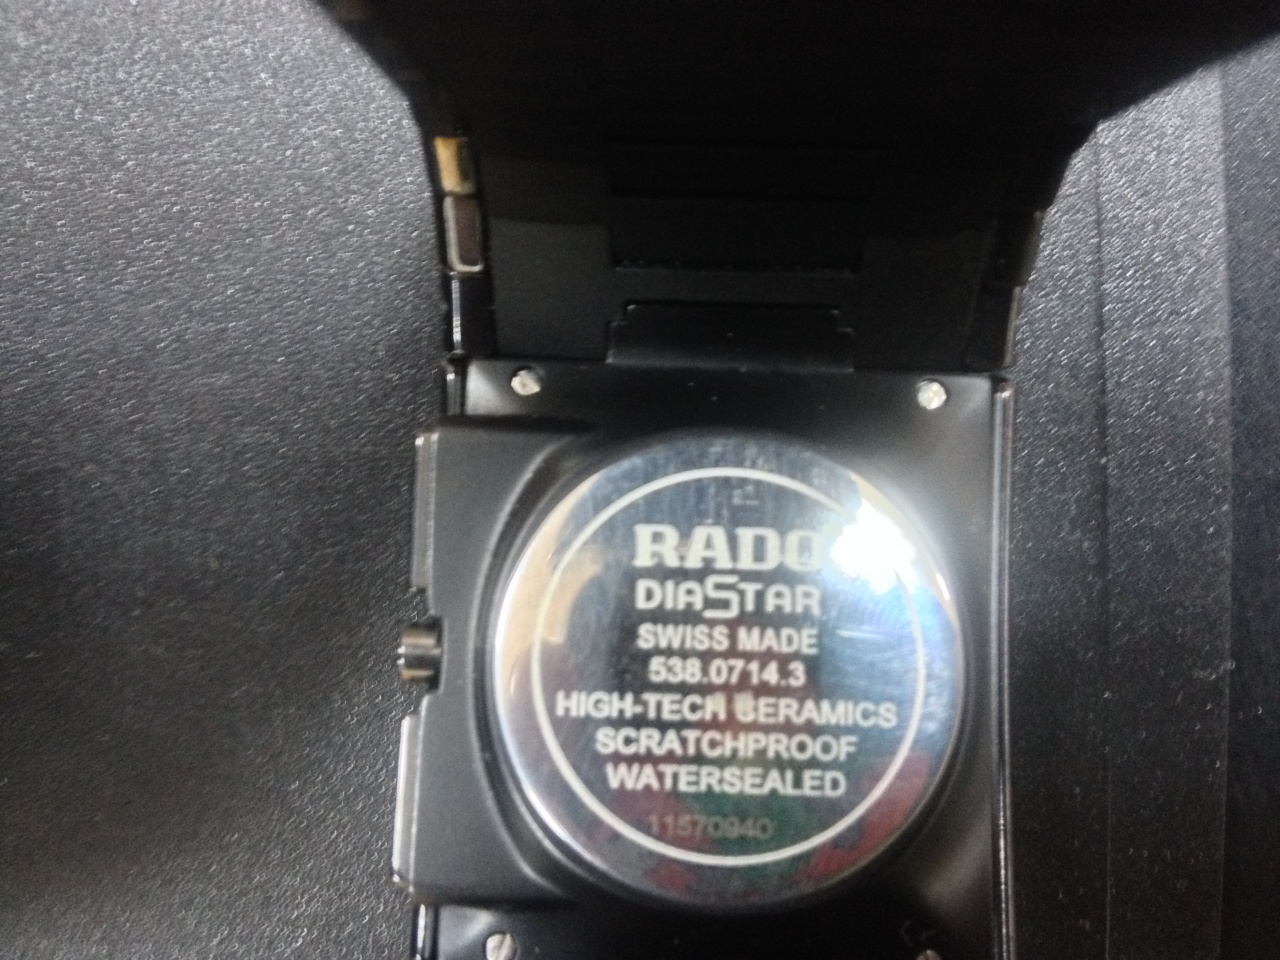 RADO
DIASTAR
SWISS MADE
538.0714.3
HIGH-TECH CERAMICS
SCRATCHPROOF
WATERSEALED
11570940